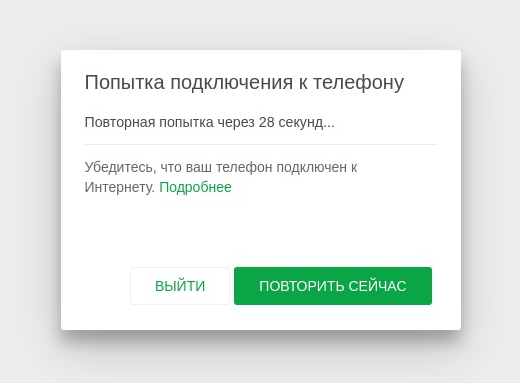 Попытка подключения к телефону
Повторная попытка через 28 секунд...
Убедитесь, что ваш телефон подключен к
Интернету. Подробнее
ВЫЙТИ
ПОВТОРИТЬ СЕЙЧАС